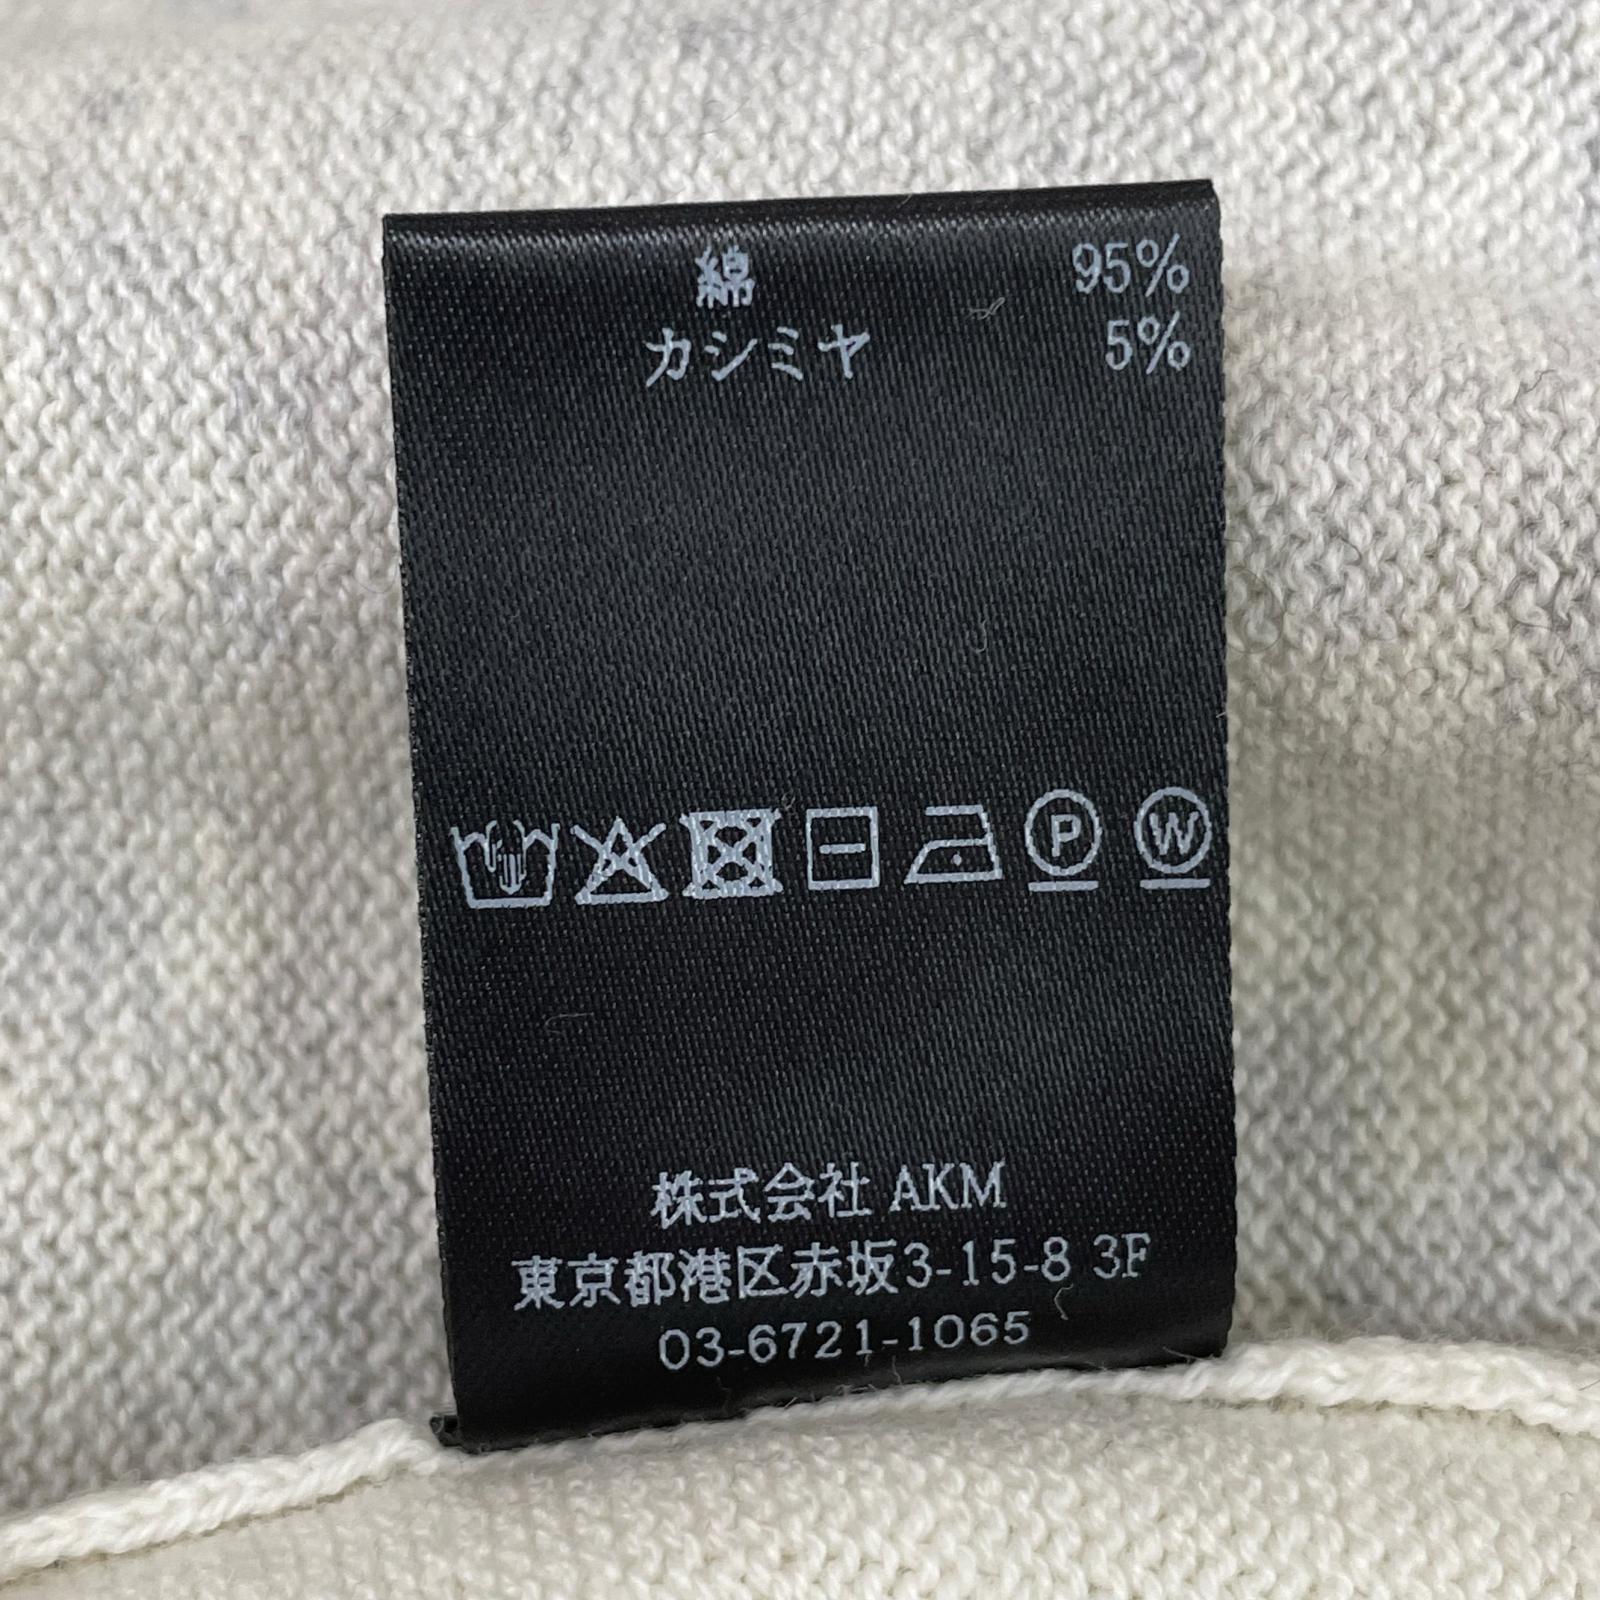 綿 95%
カシミヤ 5%
P W
株式会社 AKM
東京都港区赤坂3-15-8 3F
03-6721-1065